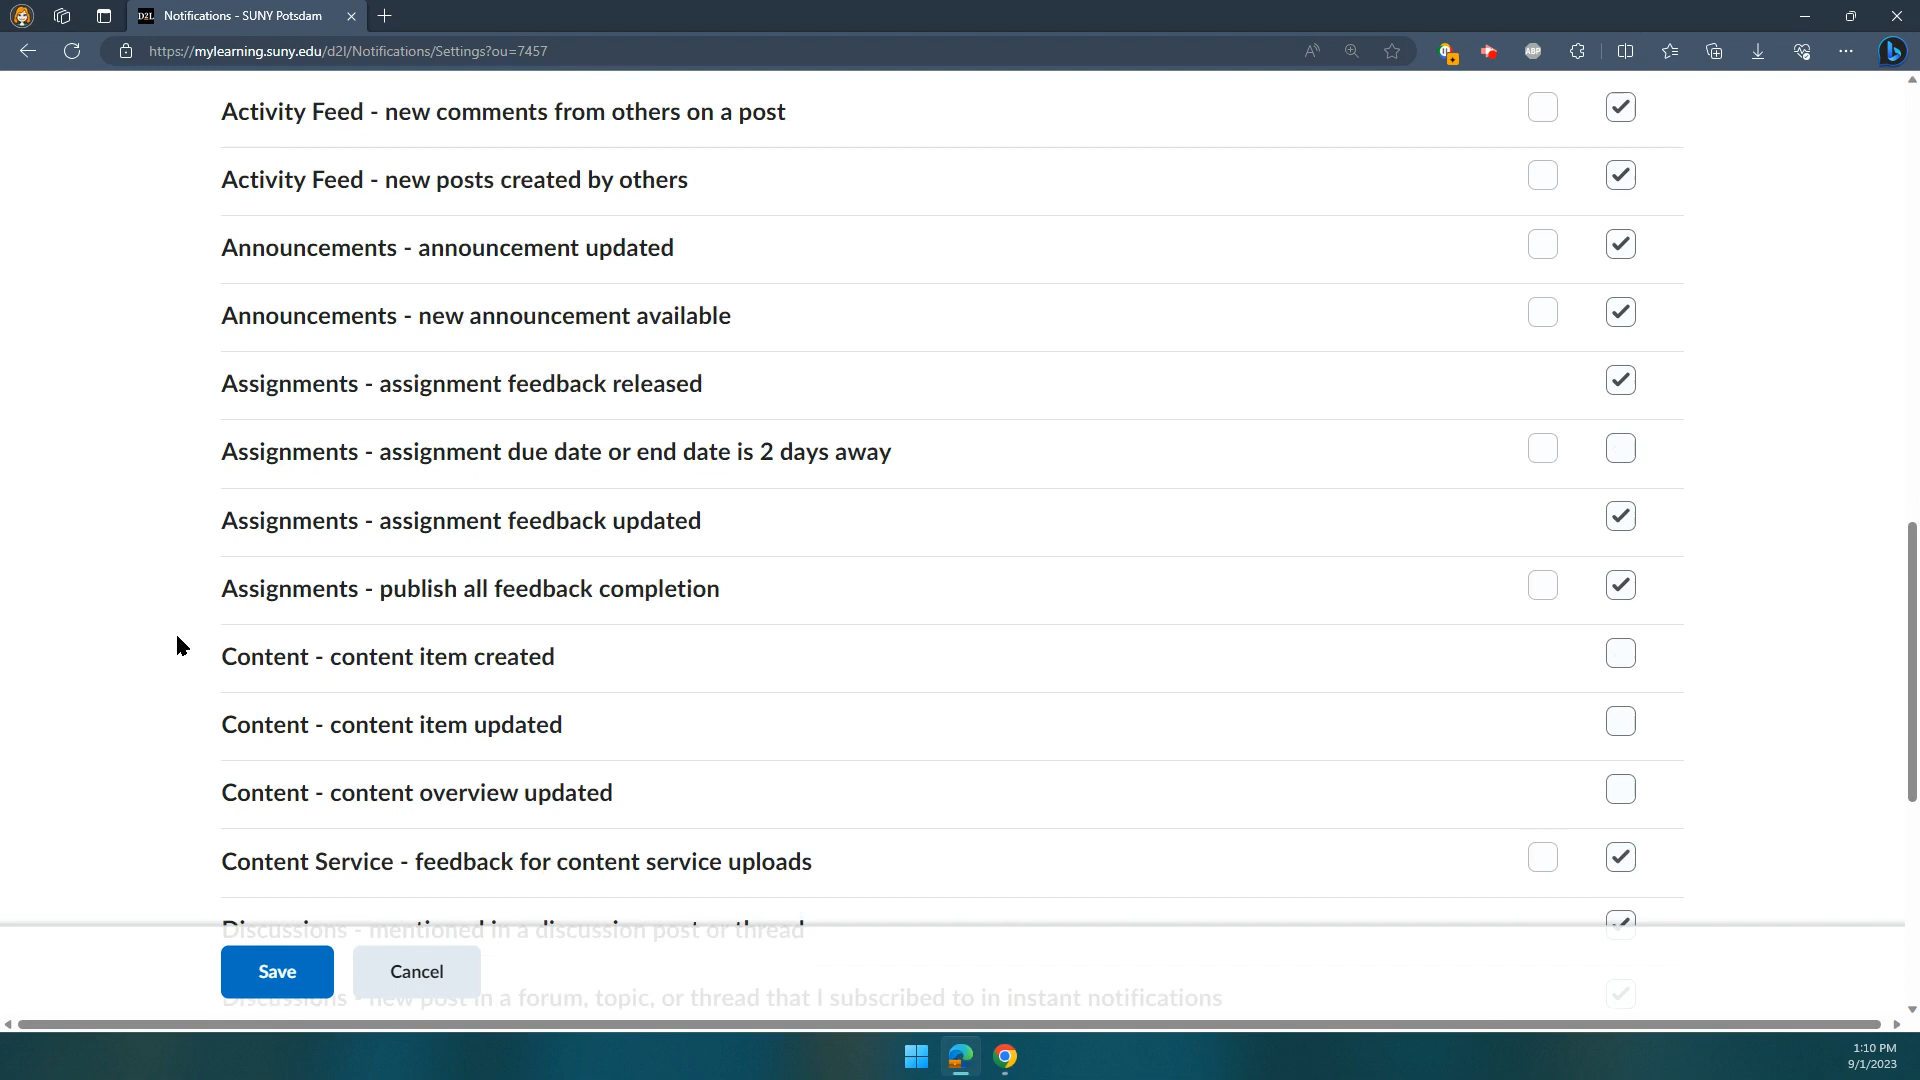 D2L Notifications - SUNY Potsdam
https://mylearning.suny.edu/d2l/Notifications/Settings?ou=7457
ABP
Activity Feed - new comments from others on a post
Activity Feed - new posts created by others
Announcements - announcement updated
Announcements - new announcement available
Assignments - assignment feedback released
Assignments - assignment due date or end date is 2 days away
Assignments - assignment feedback updated
Assignments - publish all feedback completion
Content - content item created
Content - content item updated
Content - content overview updated
Content Service - feedback for content service uploads
Discussions - mentioned in a discussion post or thread
Save Cancel
Discussions - new post in a forum, topic, or thread that I subscribed to in instant notifications
1:10 PM
9/1/2023